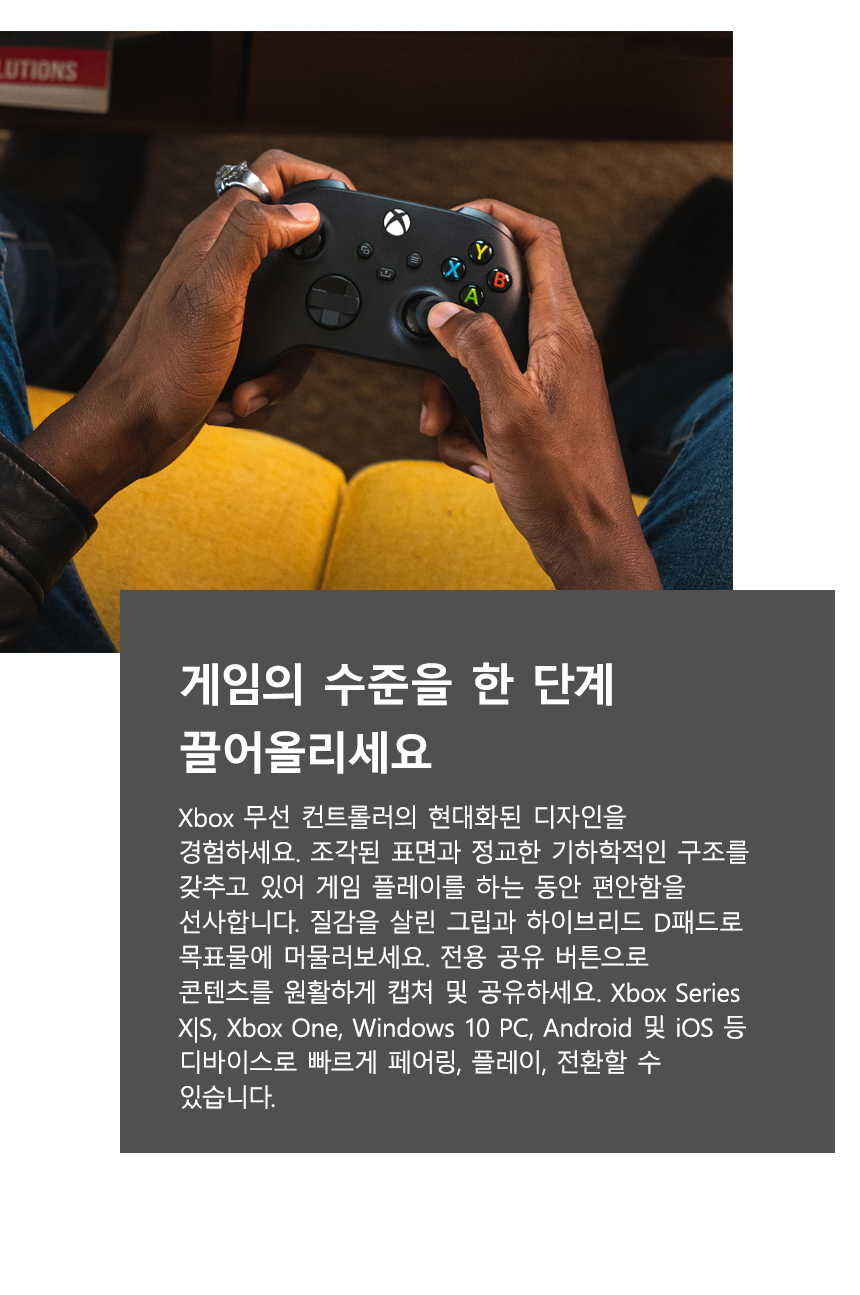 LUTIONS
X
Y
B
A
게임의 수준을 한 단계
끌어올리세요
Xbox 무선 컨트롤러의 현대화된 디자인을
경험하세요. 조각된 표면과 정교한 기하학적인 구조를
갖추고 있어 게임 플레이를 하는 동안 편안함을
선사합니다. 질감을 살린 그립과 하이브리드 D패드로
목표물에 머물러보세요. 전용 공유 버튼으로
콘텐츠를 원활하게 캡처 및 공유하세요. Xbox Series
X|S, Xbox One, Windows 10 PC, Android 및 iOS 등
디바이스로 빠르게 페어링, 플레이, 전환할 수
있습니다.